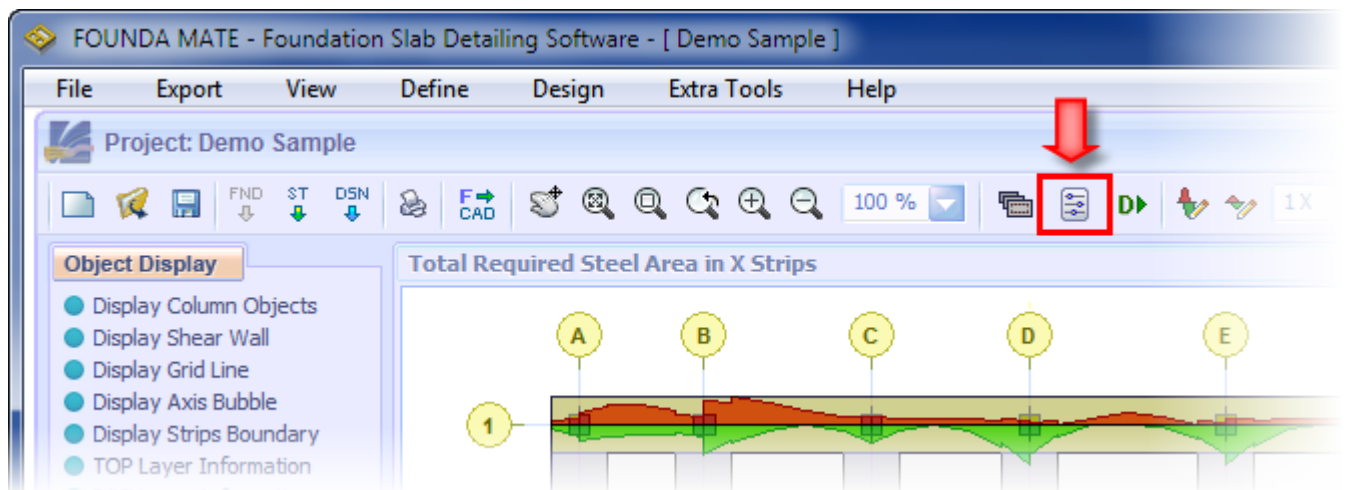 FOUNDA MATE - Foundation Slab Detailing Software - [ Demo Sample ]
File Export View Define Design Extra Tools Help
Project: Demo Sample
FND ST DSN F CAD 100 % D 1X
Object Display
Total Required Steel Area in X Strips
Display Column Objects
Display Shear Wall
Display Grid Line
Display Axis Bubble
Display Strips Boundary
TOP Layer Information
A B C D E
1